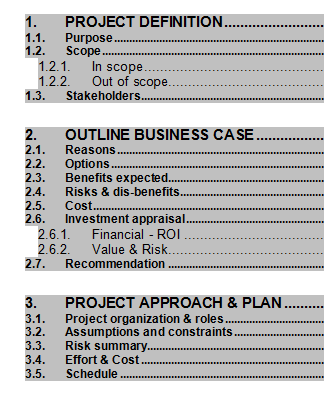 1. PROJECT DEFINITION
1.1. Purpose
1.2. Scope
1.2.1. In scope
1.2.2. Out of scope
1.3. Stakeholders
2. OUTLINE BUSINESS CASE
2.1. Reasons
2.2. Options
2.3. Benefits expected
2.4. Risks & dis-benefits
2.5. Cost
2.6. Investment appraisal
2.6.1. Financial - ROI
2.6.2. Value & Risk
2.7. Recommendation
3. PROJECT APPROACH & PLAN
3.1. Project organization & roles
3.2. Assumptions and constraints
3.3. Risk summary
3.4. Effort & Cost
3.5. Schedule